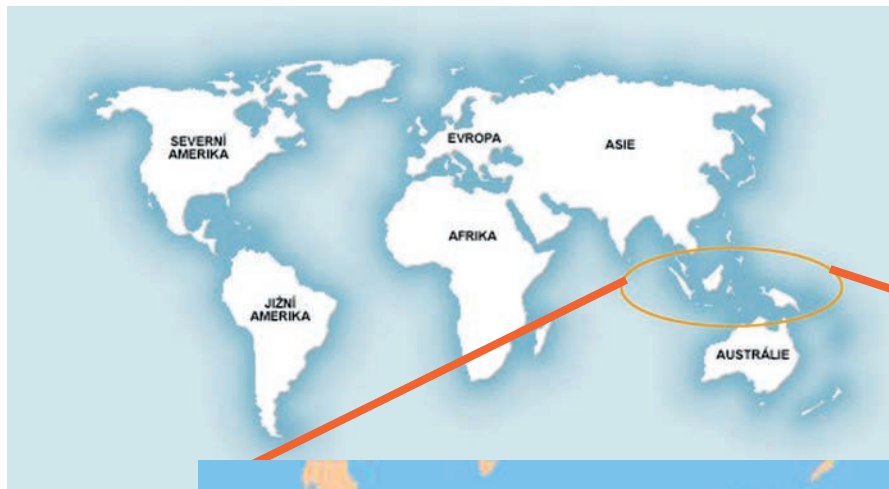 SEVERNÍ
AMERIKA
EVROPA
ASIE
AFRIKA
JIŽNÍ
AMERIKA
AUSTRÁLIE